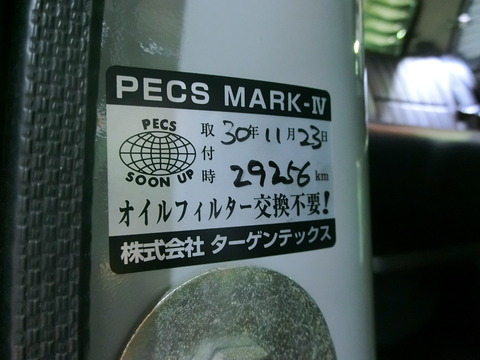 PECS MARK-Ⅳ
PECS
SOON UP
取付時
30年11月23日
29256 km
オイルフィルター交換不要!
株式会社 ターゲンテックス